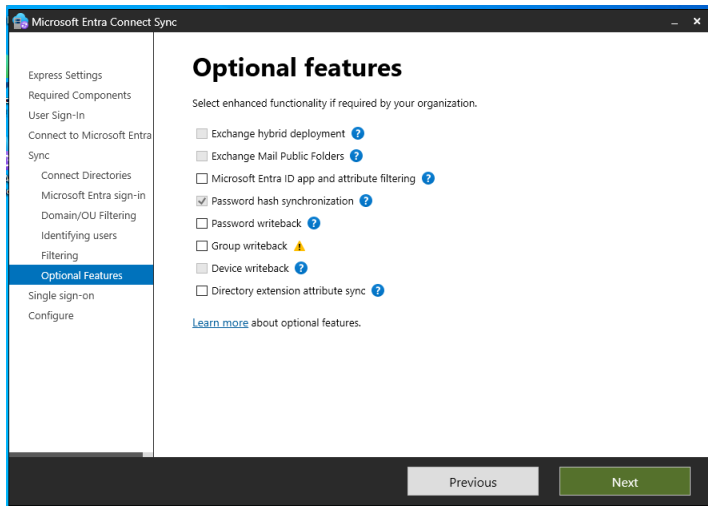 Microsoft Entra Connect Sync
Express Settings
Required Components
User Sign-In
Connect to Microsoft Entra
Sync
Connect Directories
Microsoft Entra sign-in
Domain/OU Filtering
Identifying users
Filtering
Optional Features
Single sign-on
Configure
Optional features
Select enhanced functionality if required by your organization.
Exchange hybrid deployment ?
Exchange Mail Public Folders ?
Microsoft Entra ID app and attribute filtering ?
Password hash synchronization ?
Password writeback ?
Group writeback
Device writeback ?
Directory extension attribute sync ?
Learn more about optional features.
Previous
Next